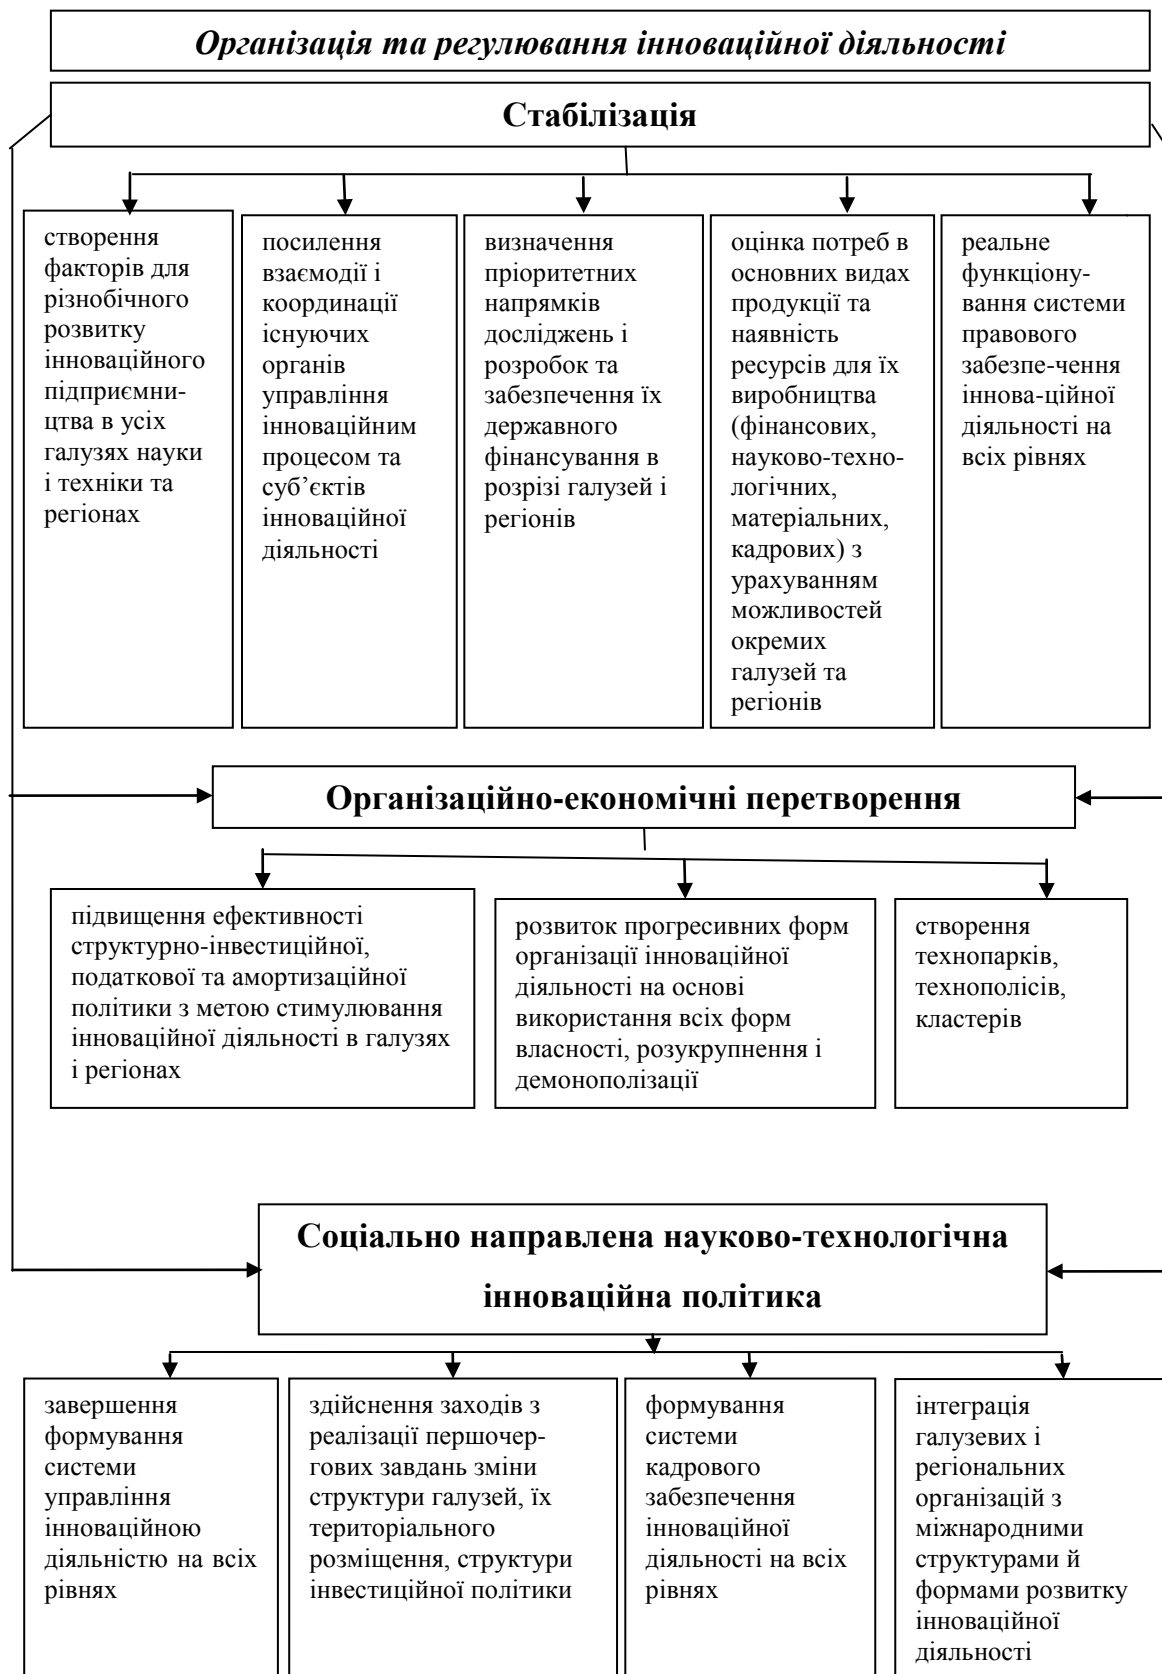 Організація та регулювання інноваційної діяльності
Стабілізація
створення
факторів для
різнобічного
розвитку
інноваційного
підприємни-
цтва в усіх
галузях науки
і техніки та
регіонах
посилення
взаємодії і
координації
існуючих
органів
управління
інноваційним
процесом та
суб’єктів
інноваційної
діяльності
визначення
пріоритетних
напрямків
досліджень і
розробок та
забезпечення їх
державного
фінансування в
розрізі галузей і
регіонів
оцінка потреб в
основних видах
продукції та
наявність
ресурсів для їх
виробництва
(фінансових,
науково-техно-
логічних,
матеріальних,
кадрових) з
урахуванням
можливостей
окремих
галузей та
регіонів
реальне
функціону-
вання системи
правового
забезпе-чення
іннова-ційної
діяльності на
всіх рівнях
Організаційно-економічні перетворення
підвищення ефективності
структурно-інвестиційної,
податкової та амортизаційної
політики з метою стимулювання
інноваційної діяльності в галузях
і регіонах
розвиток прогресивних форм
організації інноваційної
діяльності на основі
використання всіх форм
власності, розукрупнення і
демонополізації
створення
технопарків,
технополісів,
кластерів
Соціально направлена науково-технологічна
інноваційна політика
завершення
формування
системи
управління
інноваційною
діяльністю на всіх
рівнях
здійснення заходів з
реалізації першочер-
гових завдань зміни
структури галузей, їх
територіального
розміщення, структури
інвестиційної політики
формування
системи
кадрового
забезпечення
інноваційної
діяльності на всіх
рівнях
інтеграція
галузевих і
регіональних
організацій з
міжнародними
структурами й
формами розвитку
інноваційної
діяльності